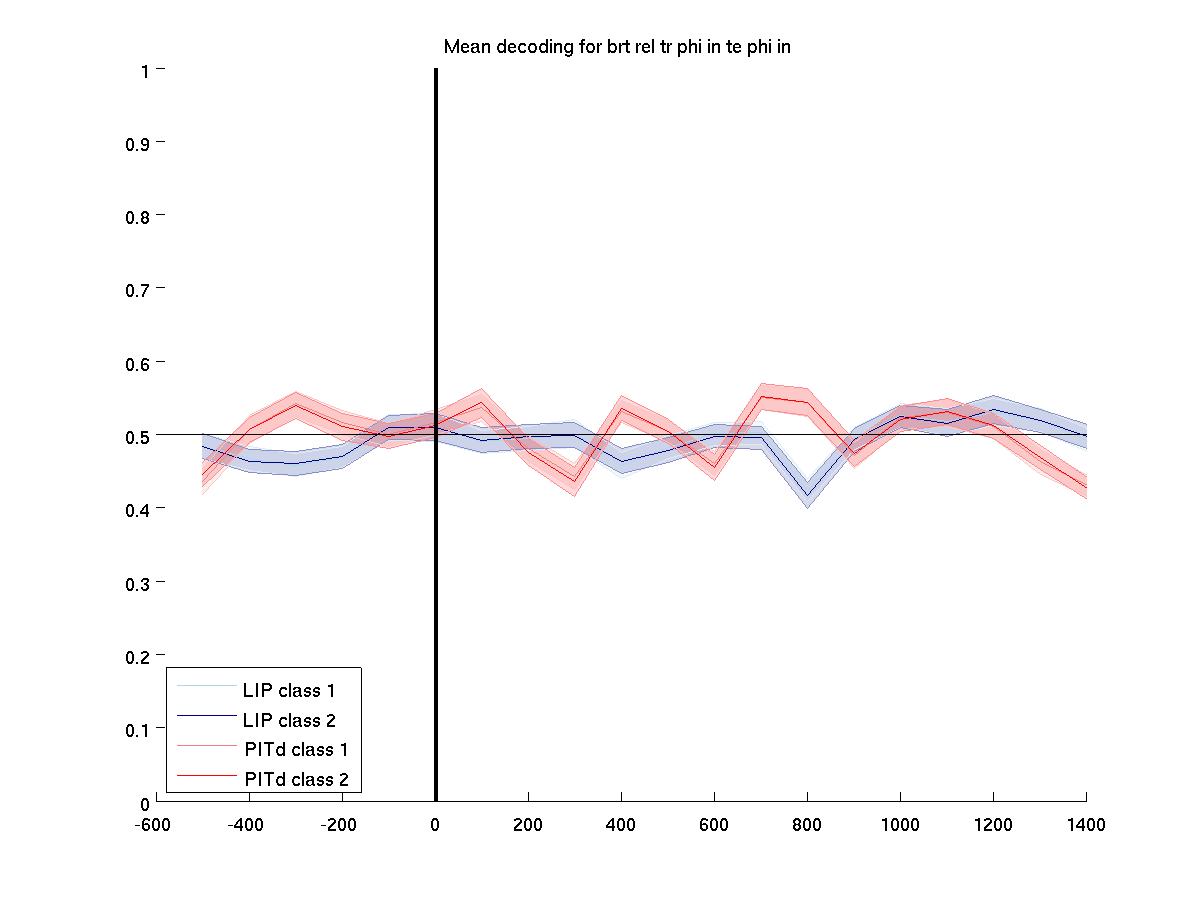 Mean decoding for brt rel tr phi in te phi in
1
0.9
0.8
0.7
0.6
0.5
0.4
0.3
0.2
0.1
0
LIP class 1
LIP class 2
PITd class 1
PITd class 2
-600 -400 -200 0 200 400 600 800 1000 1200 1400